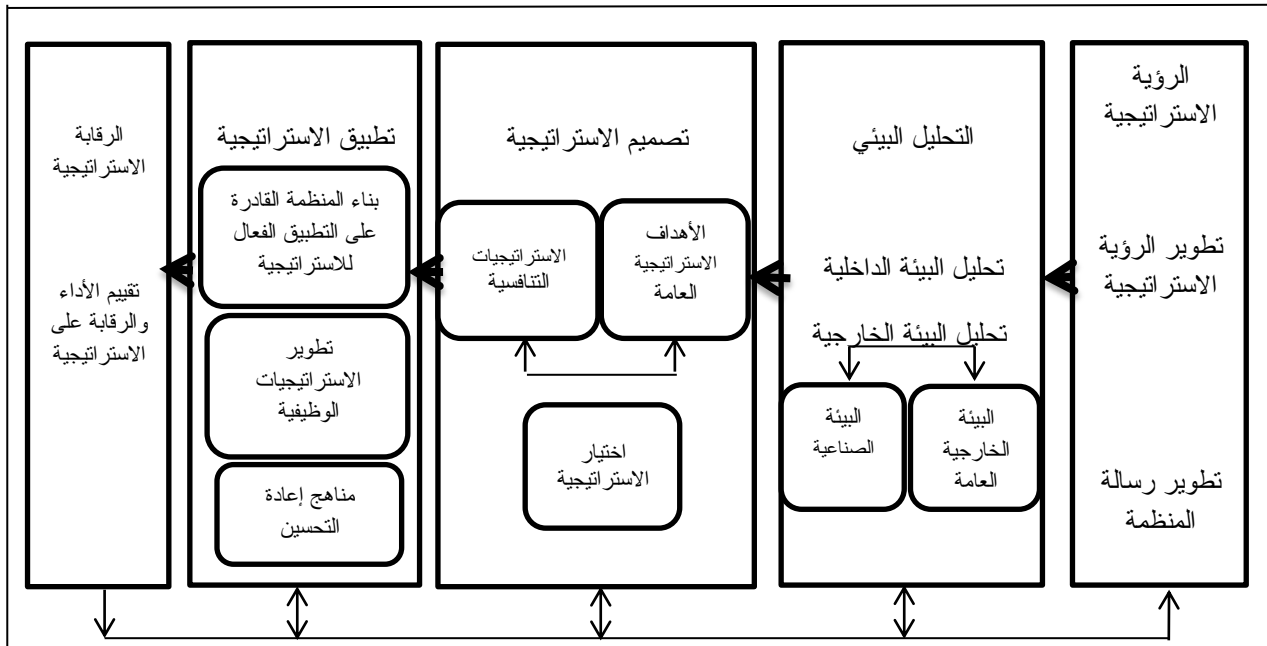 الرؤية
الاستراتيجية
تطوير الرؤية
الاستراتيجية
تطوير رسالة
المنظمة
التحليل البيئي
تحليل البيئة الداخلية
تحليل البيئة الخارجية
البيئة
الخارجية
العامة
البيئة
الصناعية
تصميم الاستراتيجية
الأهداف
الاستراتيجية
العامة
الاستراتيجيات
التنافسية
اختيار
الاستراتيجية
تطبيق الاستراتيجية
بناء المنظمة القادرة
على التطبيق الفعال
للاستراتيجية
تطوير
الاستراتيجيات
الوظيفية
مناهج إعادة
التحسين
الرقابة
الاستراتيجية
تقييم الأداء
والرقابة على
الاستراتيجية